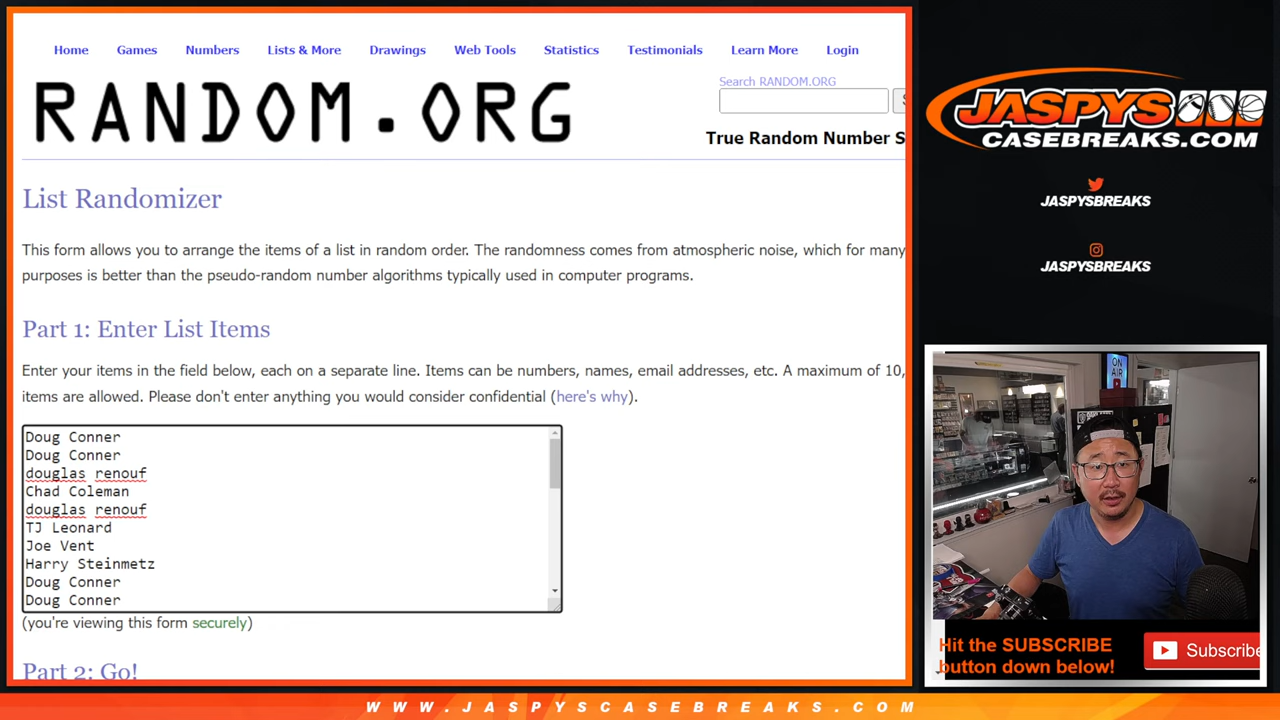 Home Games Numbers Lists & More Drawings Web Tools Statistics Testimonials Learn More Login
RANDOM.ORG
Search RANDOM.ORG
S
True Random Number S
List Randomizer
This form allows you to arrange the items of a list in random order. The randomness comes from atmospheric noise, which for many
purposes is better than the pseudo-random number algorithms typically used in computer programs.
Part 1: Enter List Items
Enter your items in the field below, each on a separate line. Items can be numbers, names, email addresses, etc. A maximum of 10,
items are allowed. Please don't enter anything you would consider confidential (here's why).
Doug Conner
Doug Conner
douglas renouf
Chad Coleman
douglas renouf
TJ Leonard
Joe Vent
Harry Steinmetz
Doug Conner
Doug Conner
(you're viewing this form securely)
Part 2: Go!
JASPYS
CASEBREAKS.COM
JASPYSBREAKS
JASPYSBREAKS
ON
AIR
Hit the SUBSCRIBE
button down below!
Subscribe
WWW.JASPYSCASEBREAKS.COM